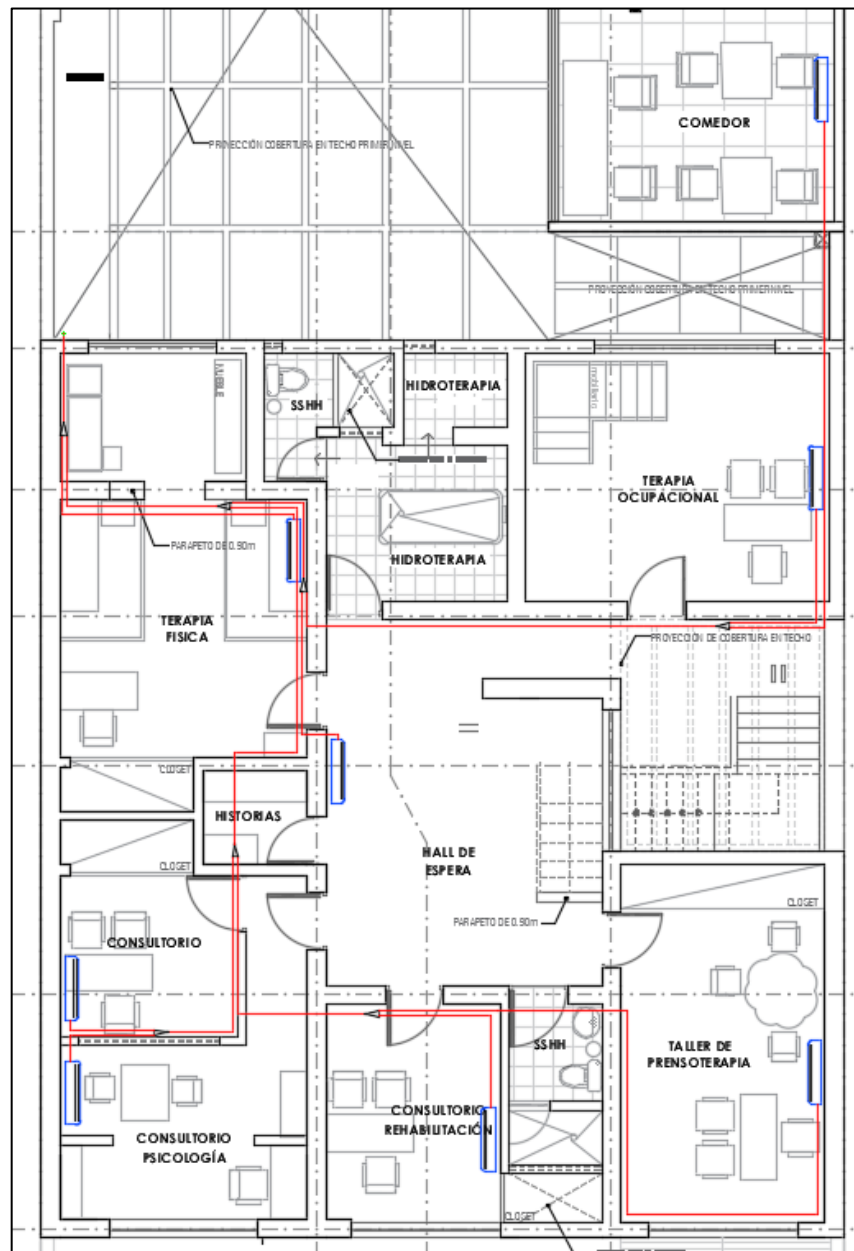 COMEDOR
PROYECCIÓN COBERTURA EN TECHO PRIMER NIVEL
PROYECCIÓN COBERTURA EN TECHO PRIMER NIVEL
MUEBLE
SSHH
HIDROTERAPIA
mobiliario
TERAPIA
OCUPACIONAL
PARAPETO DE 0.90m
HIDROTERAPIA
TERAPIA
FISICA
PROYECCIÓN DE COBERTURA EN TECHO
CLOSET
HISTORIAS
HALL DE
ESPERA
CLOSET
CLOSET
PARAPETO DE 0.90m
CONSULTORIO
SSHH
TALLER DE
PRENSOTERAPIA
CONSULTORIO
REHABILITACIÓN
CONSULTORIO
PSICOLOGÍA
CLOSET